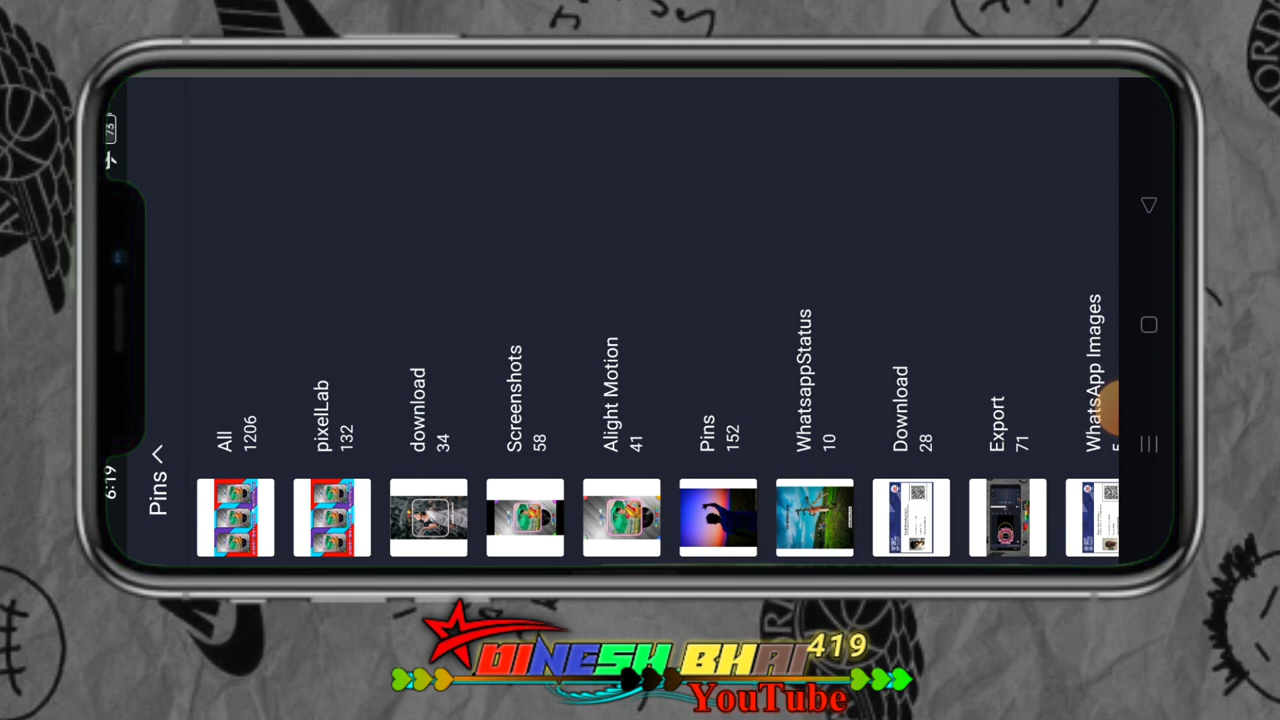 6:19
73
Pins
All
1206
pixelLab
132
download
34
Screenshots
58
Alight Motion
41
Pins
152
WhatsappStatus
10
Download
28
Export
71
WhatsApp Images
DINESH BHAI 419
YouTube